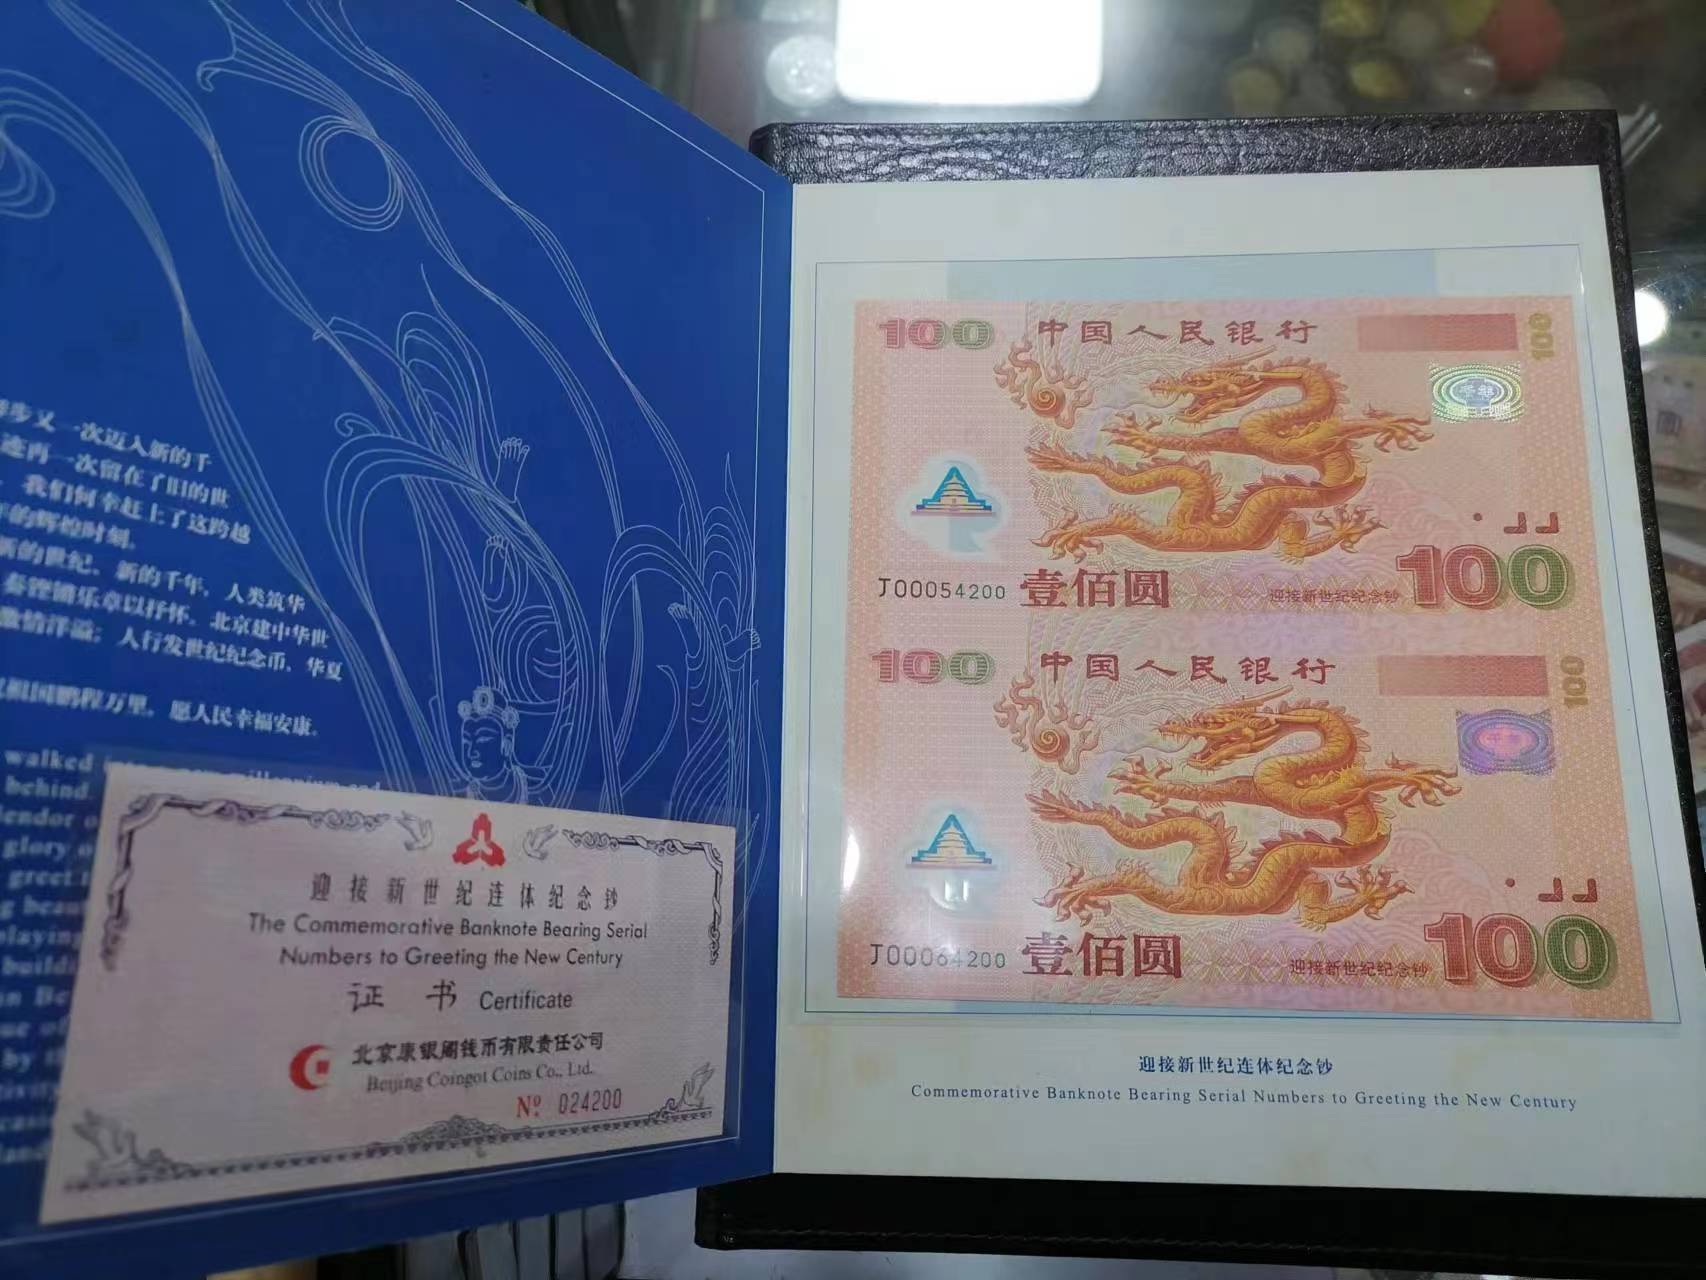 步又一次迈入新的千
迹再一次留在了旧的世
我们何幸赶上了这跨越
的辉煌时刻。
新的世纪、新的千年，人类筑华
乐章以抒怀。北京建中华世
激情洋溢；人行发世纪纪念币，华夏
祖国鹏程万里，愿人民幸福安康。
walked
behind
glory
迎接新世纪连体纪念钞
The Commemorative Banknote Bearing Serial
Numbers to Greeting the New Century
证书 Certificate
北京康银阁钱币有限责任公司
Beijing Coingot Coins Co., Ltd.
Nº 024200
100 中国人民银行 100
J00054200 壹佰圆 迎接新世纪纪念钞 100
100 中国人民银行 100
J00064200 壹佰圆 迎接新世纪纪念钞 100
迎接新世纪连体纪念钞
Commemorative Banknote Bearing Serial Numbers to Greeting the New Century